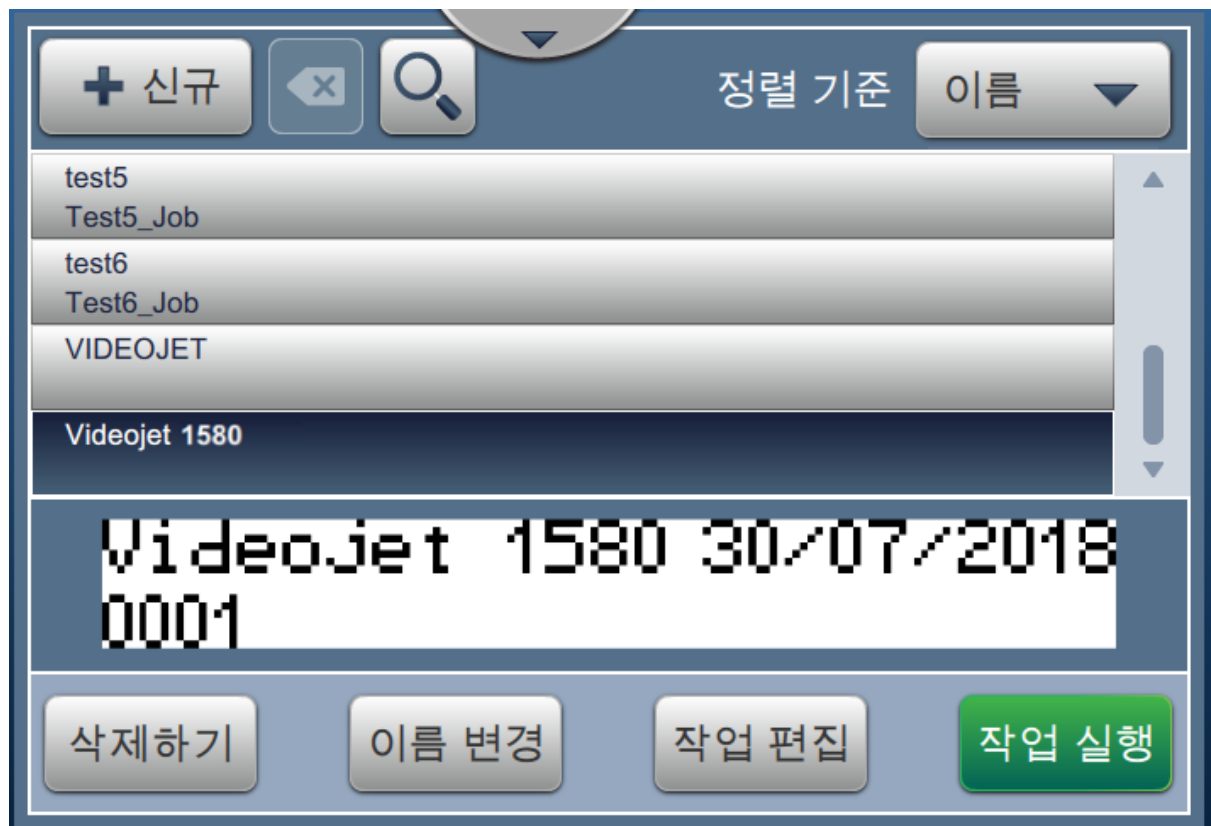 신규
정렬 기준
이름
test5
Test5_Job
test6
Test6_Job
VIDEOJET
Videojet 1580
Videojet 1580 30/07/2018
0001
삭제하기
이름 변경
작업 편집
작업 실행